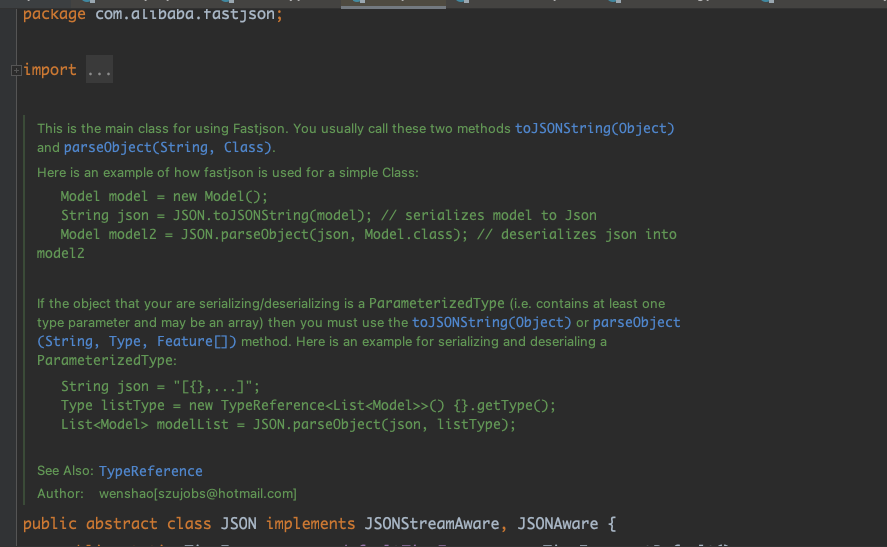 package com.alibaba.fastjson;
import ...
This is the main class for using Fastjson. You usually call these two methods toJSONString(Object)
and parseObject(String, Class).
Here is an example of how fastjson is used for a simple Class:
Model model = new Model();
String json = JSON.toJSONString(model); // serializes model to Json
Model model2 = JSON.parseObject(json, Model.class); // deserializes json into
model2
If the object that your are serializing/deserializing is a ParameterizedType (i.e. contains at least one
type parameter and may be an array) then you must use the toJSONString(Object) or parseObject
(String, Type, Feature[]) method. Here is an example for serializing and deserialing a
ParameterizedType:
String json = "[{},...]";
Type listType = new TypeReference<List<Model>>() {}.getType();
List<Model> modelList = JSON.parseObject(json, listType);
See Also: TypeReference
Author: wenshao[szujobs@hotmail.com]
public abstract class JSON implements JSONStreamAware, JSONAware {